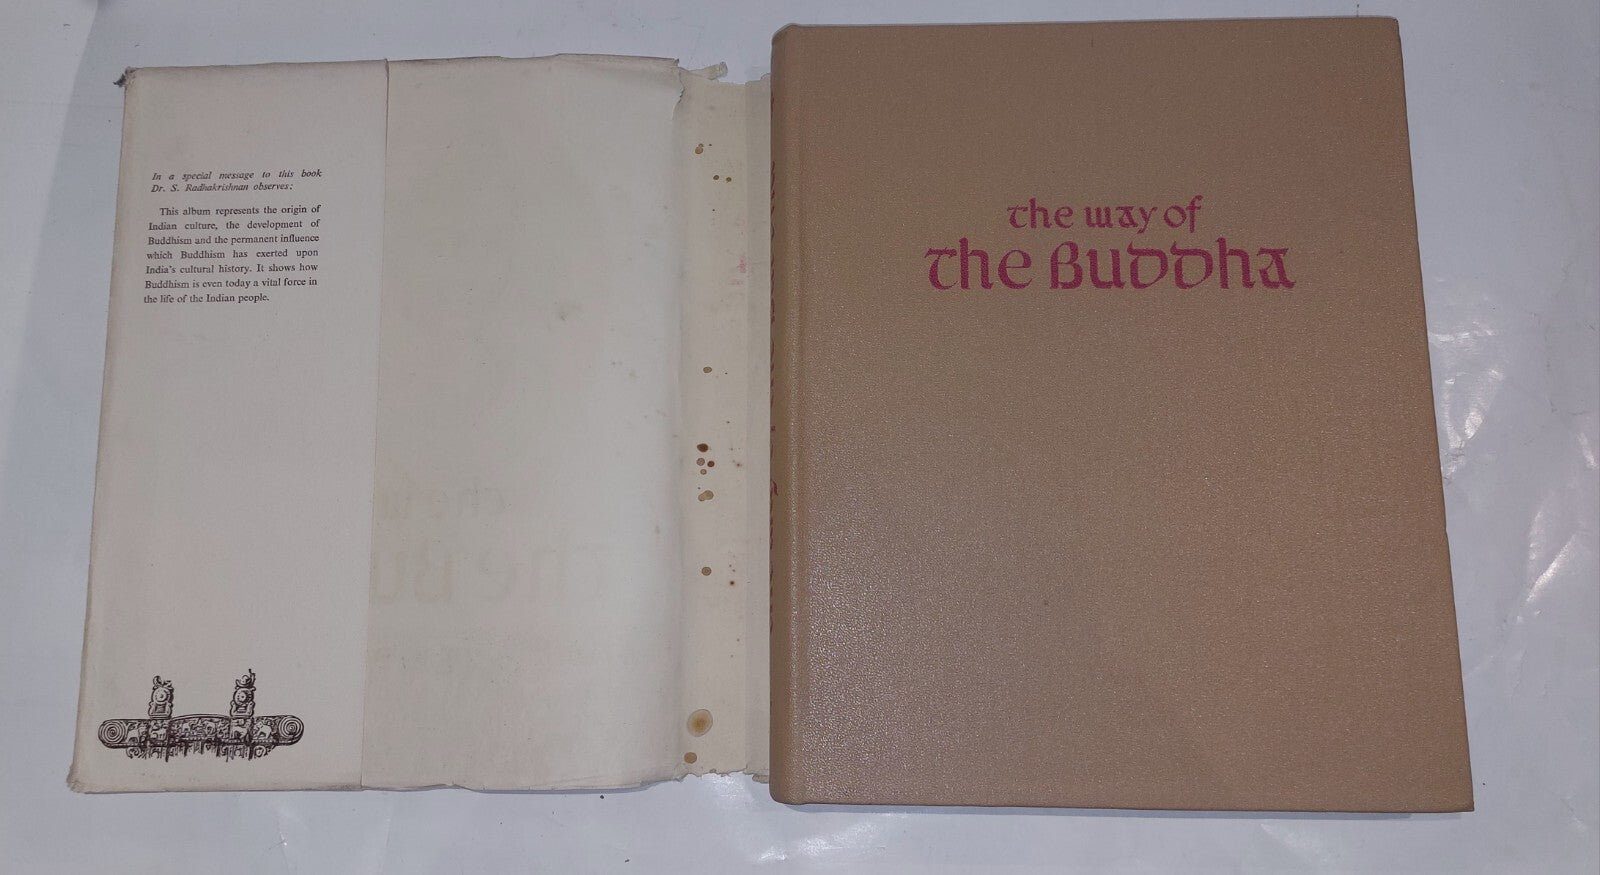 In a special message to this book
Dr. S. Radhakrishnan observes:
This album represents the origin of
Indian culture, the development of
Buddhism and the permanent influence
which Buddhism has exerted upon
India's cultural history. It shows how
Buddhism is even today a vital force in
the life of the Indian people.
the way of
the Buddha